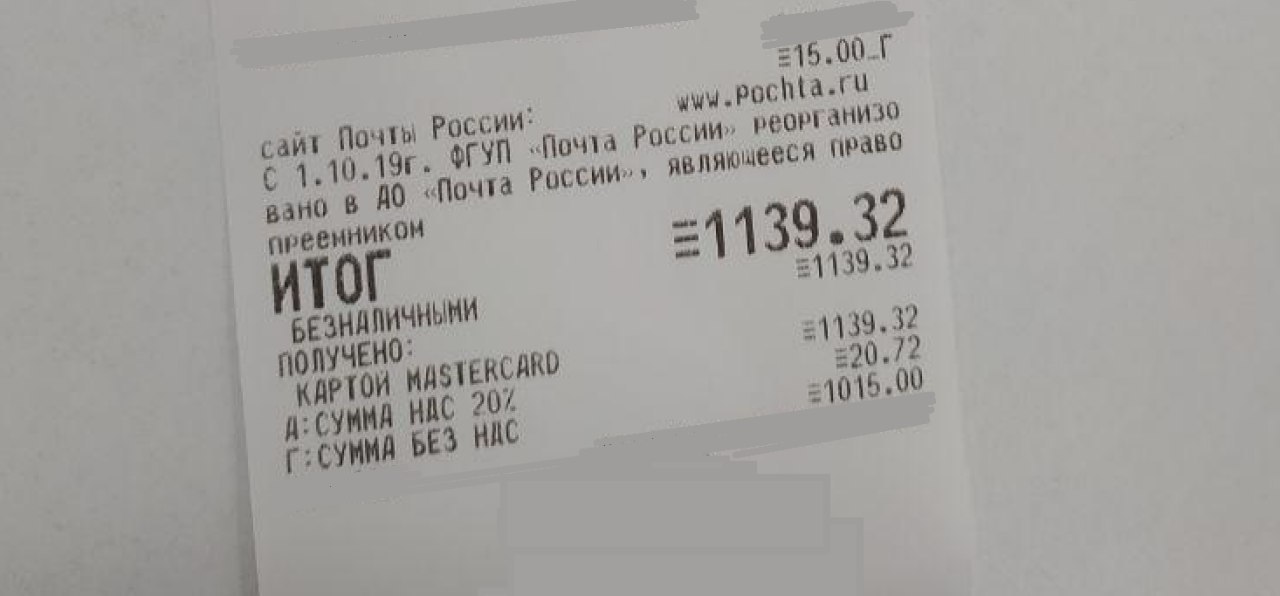 ≡15.00_Г
сайт Почты России: www.pochta.ru
С 1.10.19г. ФГУП «Почта России» реорганизо
вано в АО «Почта России», являющееся право
преемником
ИТОГ ≡1139.32
БЕЗНАЛИЧНЫМИ ≡1139.32
ПОЛУЧЕНО:
КАРТОЙ MASTERCARD ≡1139.32
А:СУММА НДС 20% ≡20.72
Г:СУММА БЕЗ НДС ≡1015.00